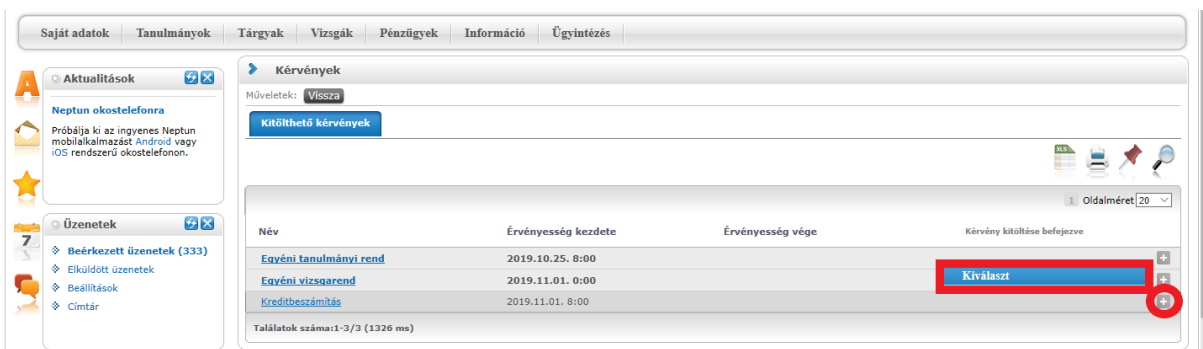 Saját adatok Tanulmányok Tárgyak Vizsgák Pénzügyek Információ Ügyintézés
Aktualitások
Neptun okostelefonra
Próbálja ki az ingyenes Neptun
mobilalkalmazást Android vagy
iOS rendszerű okostelefonon.
7
Üzenetek
Beérkezett üzenetek (333)
Elküldött üzenetek
Beállítások
Címtár
Kérvények
Műveletek: Vissza
Kitölthető kérvények
XLS
1 Oldalméret 20
Név Érvényesség kezdete Érvényesség vége Kérvény kitöltése befejezve
Egyéni tanulmányi rend 2019.10.25. 8:00
Egyéni vizsgarend 2019.11.01. 0:00 Kiválaszt
Kreditbeszámítás 2019.11.01. 8:00
Találatok száma:1-3/3 (1326 ms)